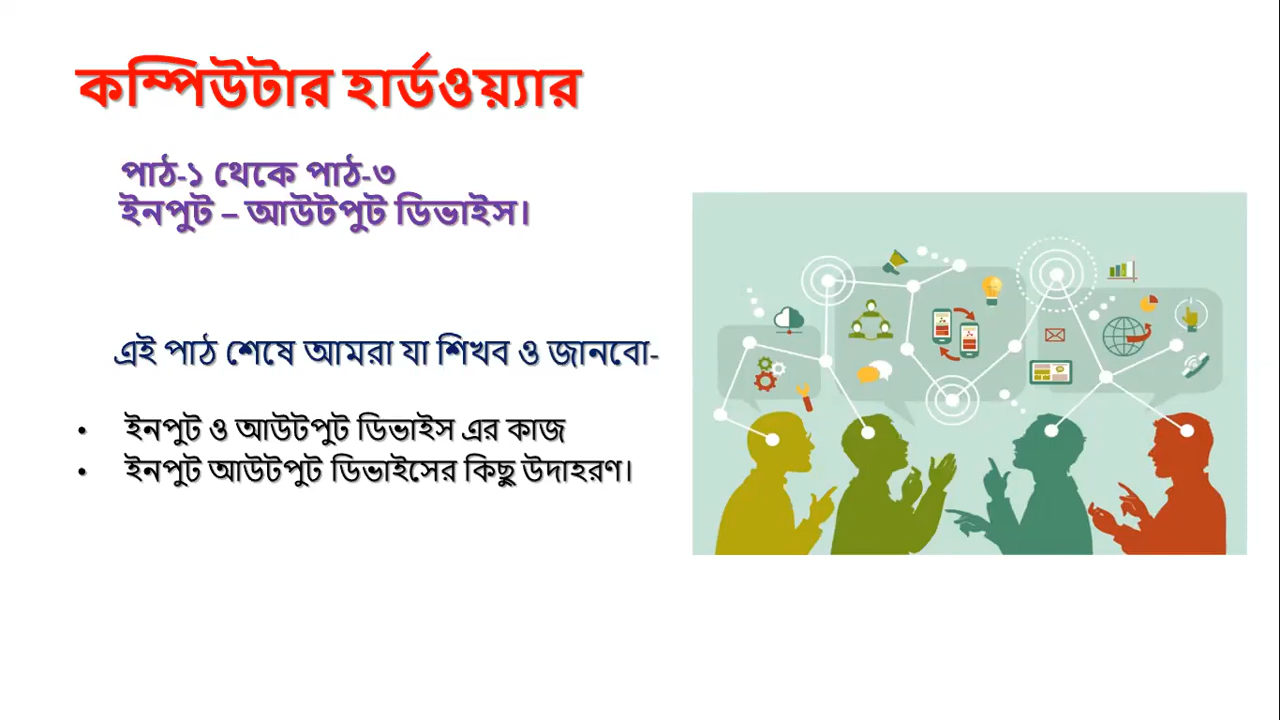 কম্পিউটার হার্ডওয়্যার
পাঠ-১ থেকে পাঠ-৩
ইনপুট – আউটপুট ডিভাইস।
এই পাঠ শেষে আমরা যা শিখব ও জানবো-
• ইনপুট ও আউটপুট ডিভাইস এর কাজ
• ইনপুট আউটপুট ডিভাইসের কিছু উদাহরণ।